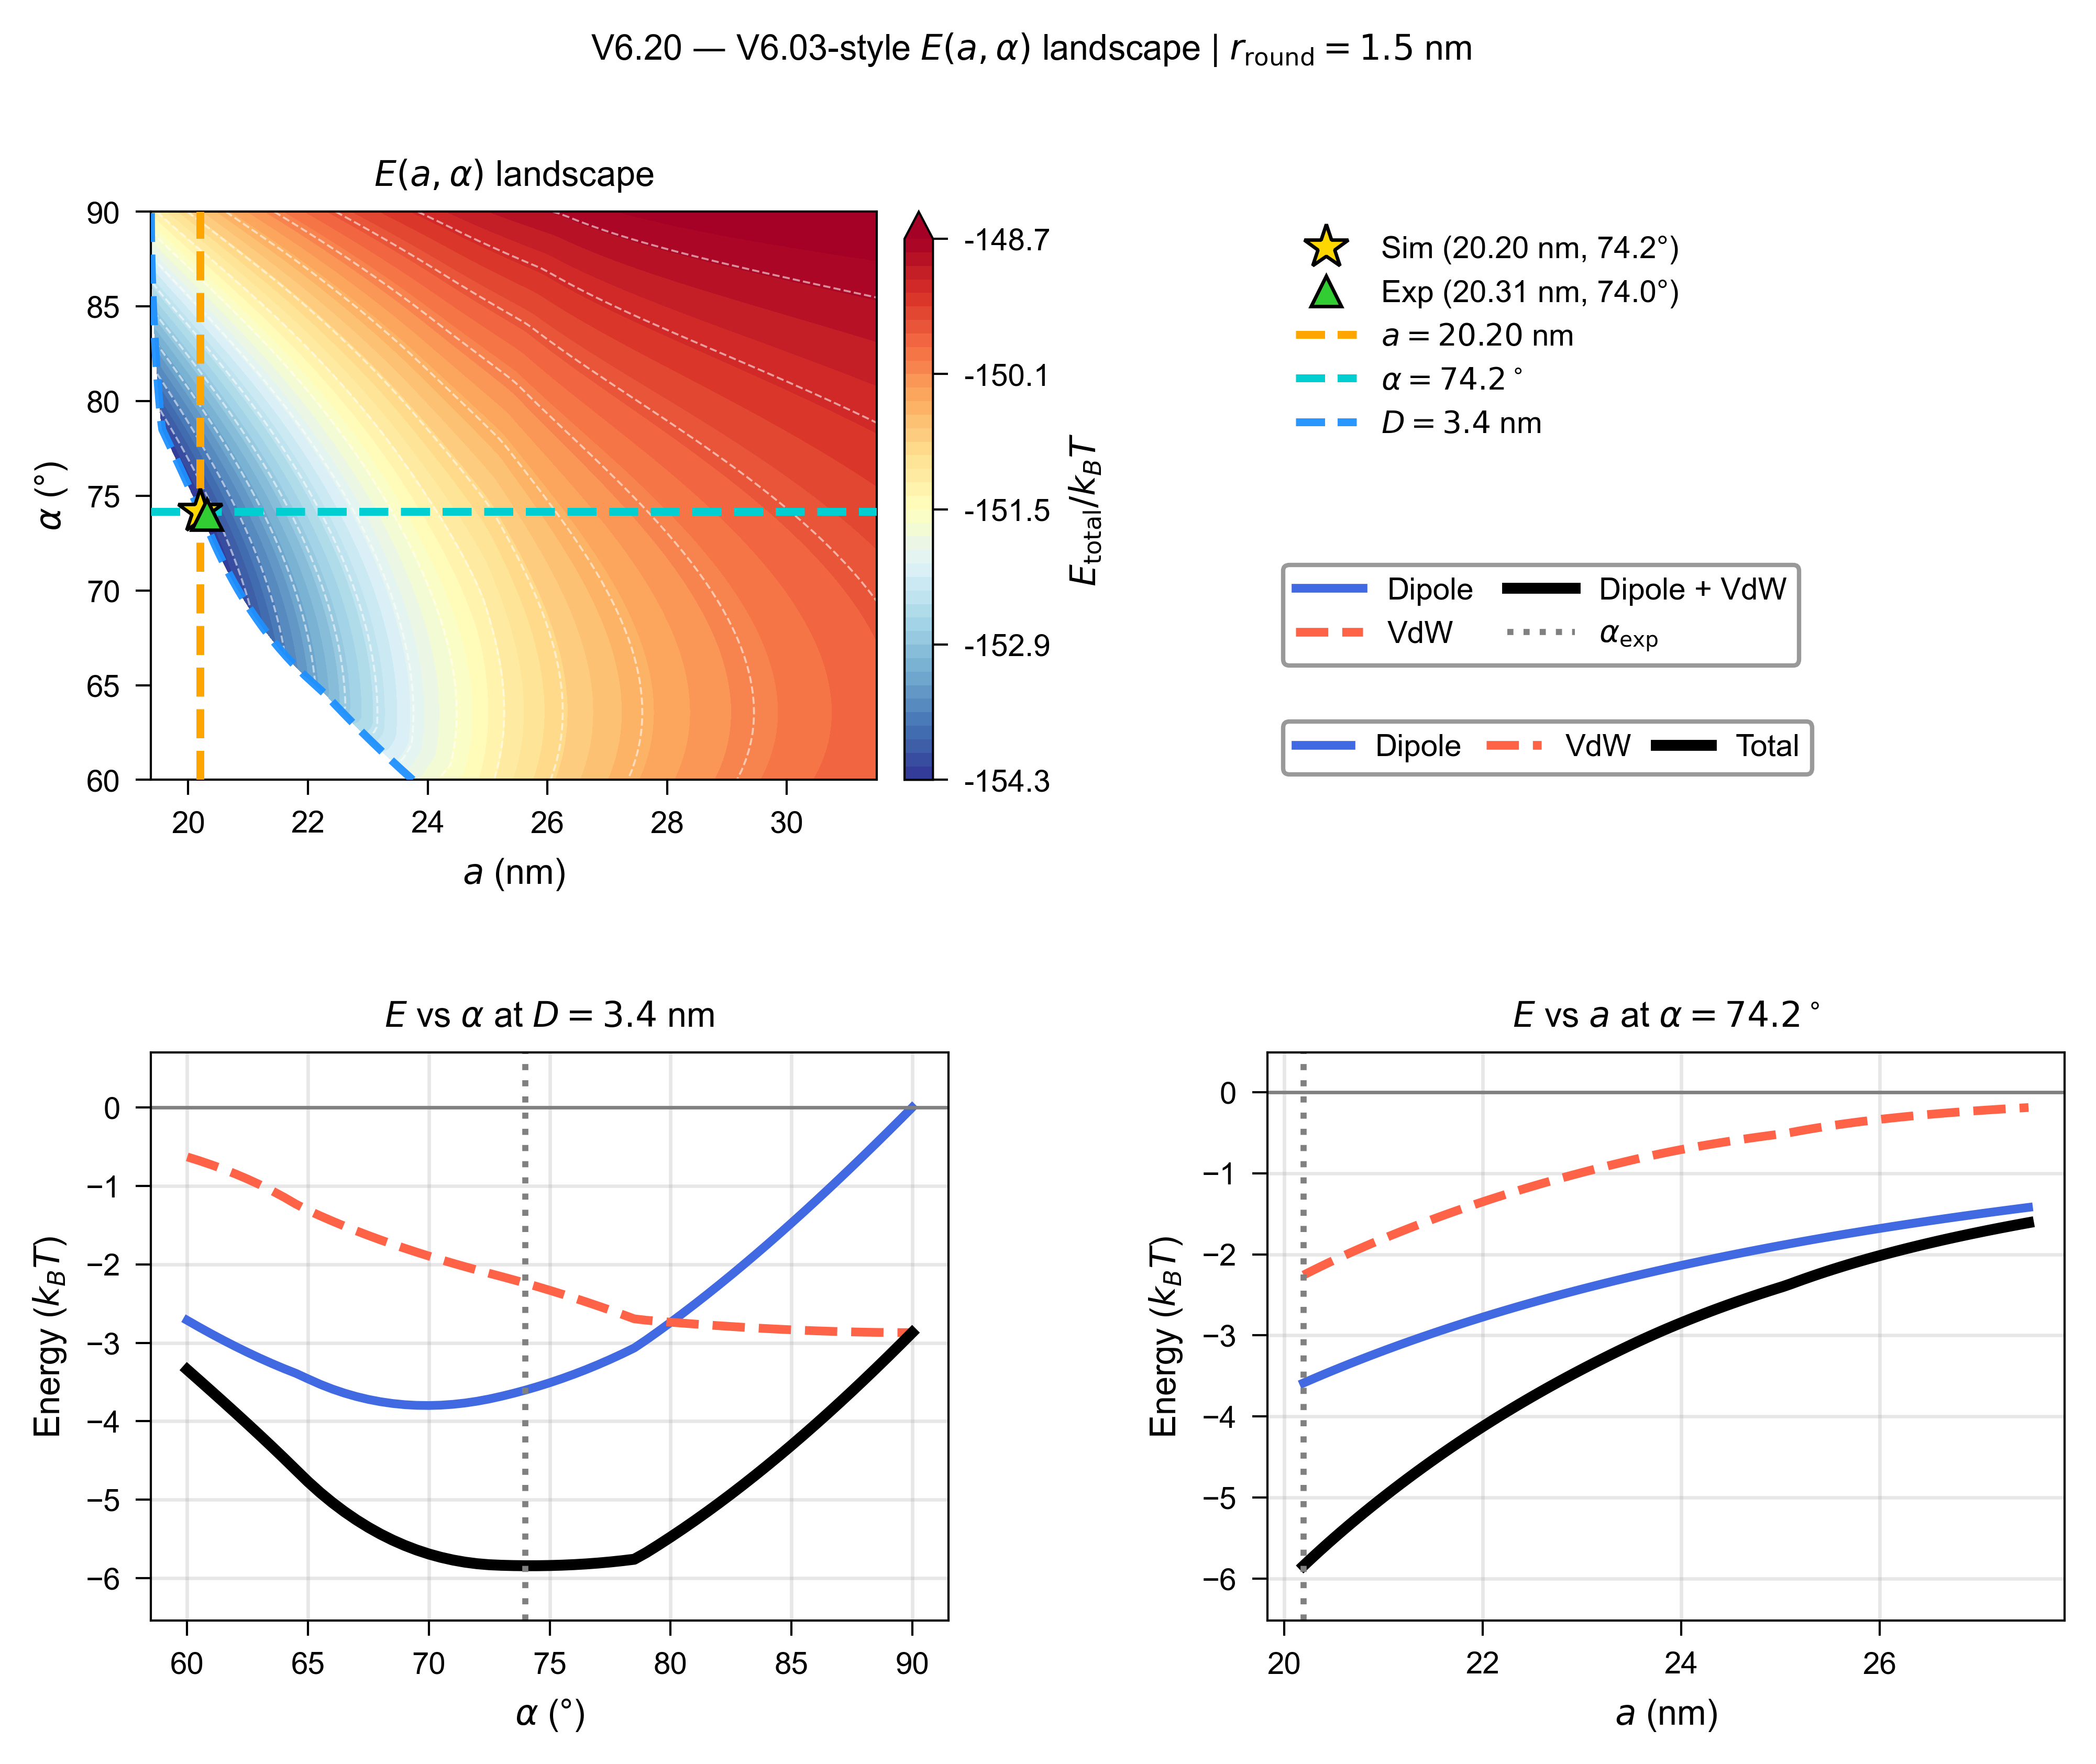 V6.20 — V6.03-style E(a, α) landscape | r_round = 1.5 nm
E(a, α) landscape
90
85
80
75
70
65
60
α (°)
20 22 24 26 28 30
a (nm)
-148.7
-150.1
-151.5
-152.9
-154.3
E_total/k_BT
Sim (20.20 nm, 74.2°)
Exp (20.31 nm, 74.0°)
a = 20.20 nm
α = 74.2°
D = 3.4 nm
Dipole Dipole + VdW
VdW α_exp
Dipole VdW Total
E vs α at D = 3.4 nm
0
−1
−2
−3
−4
−5
−6
Energy (k_BT)
60 65 70 75 80 85 90
α (°)
E vs a at α = 74.2°
0
−1
−2
−3
−4
−5
−6
Energy (k_BT)
20 22 24 26
a (nm)